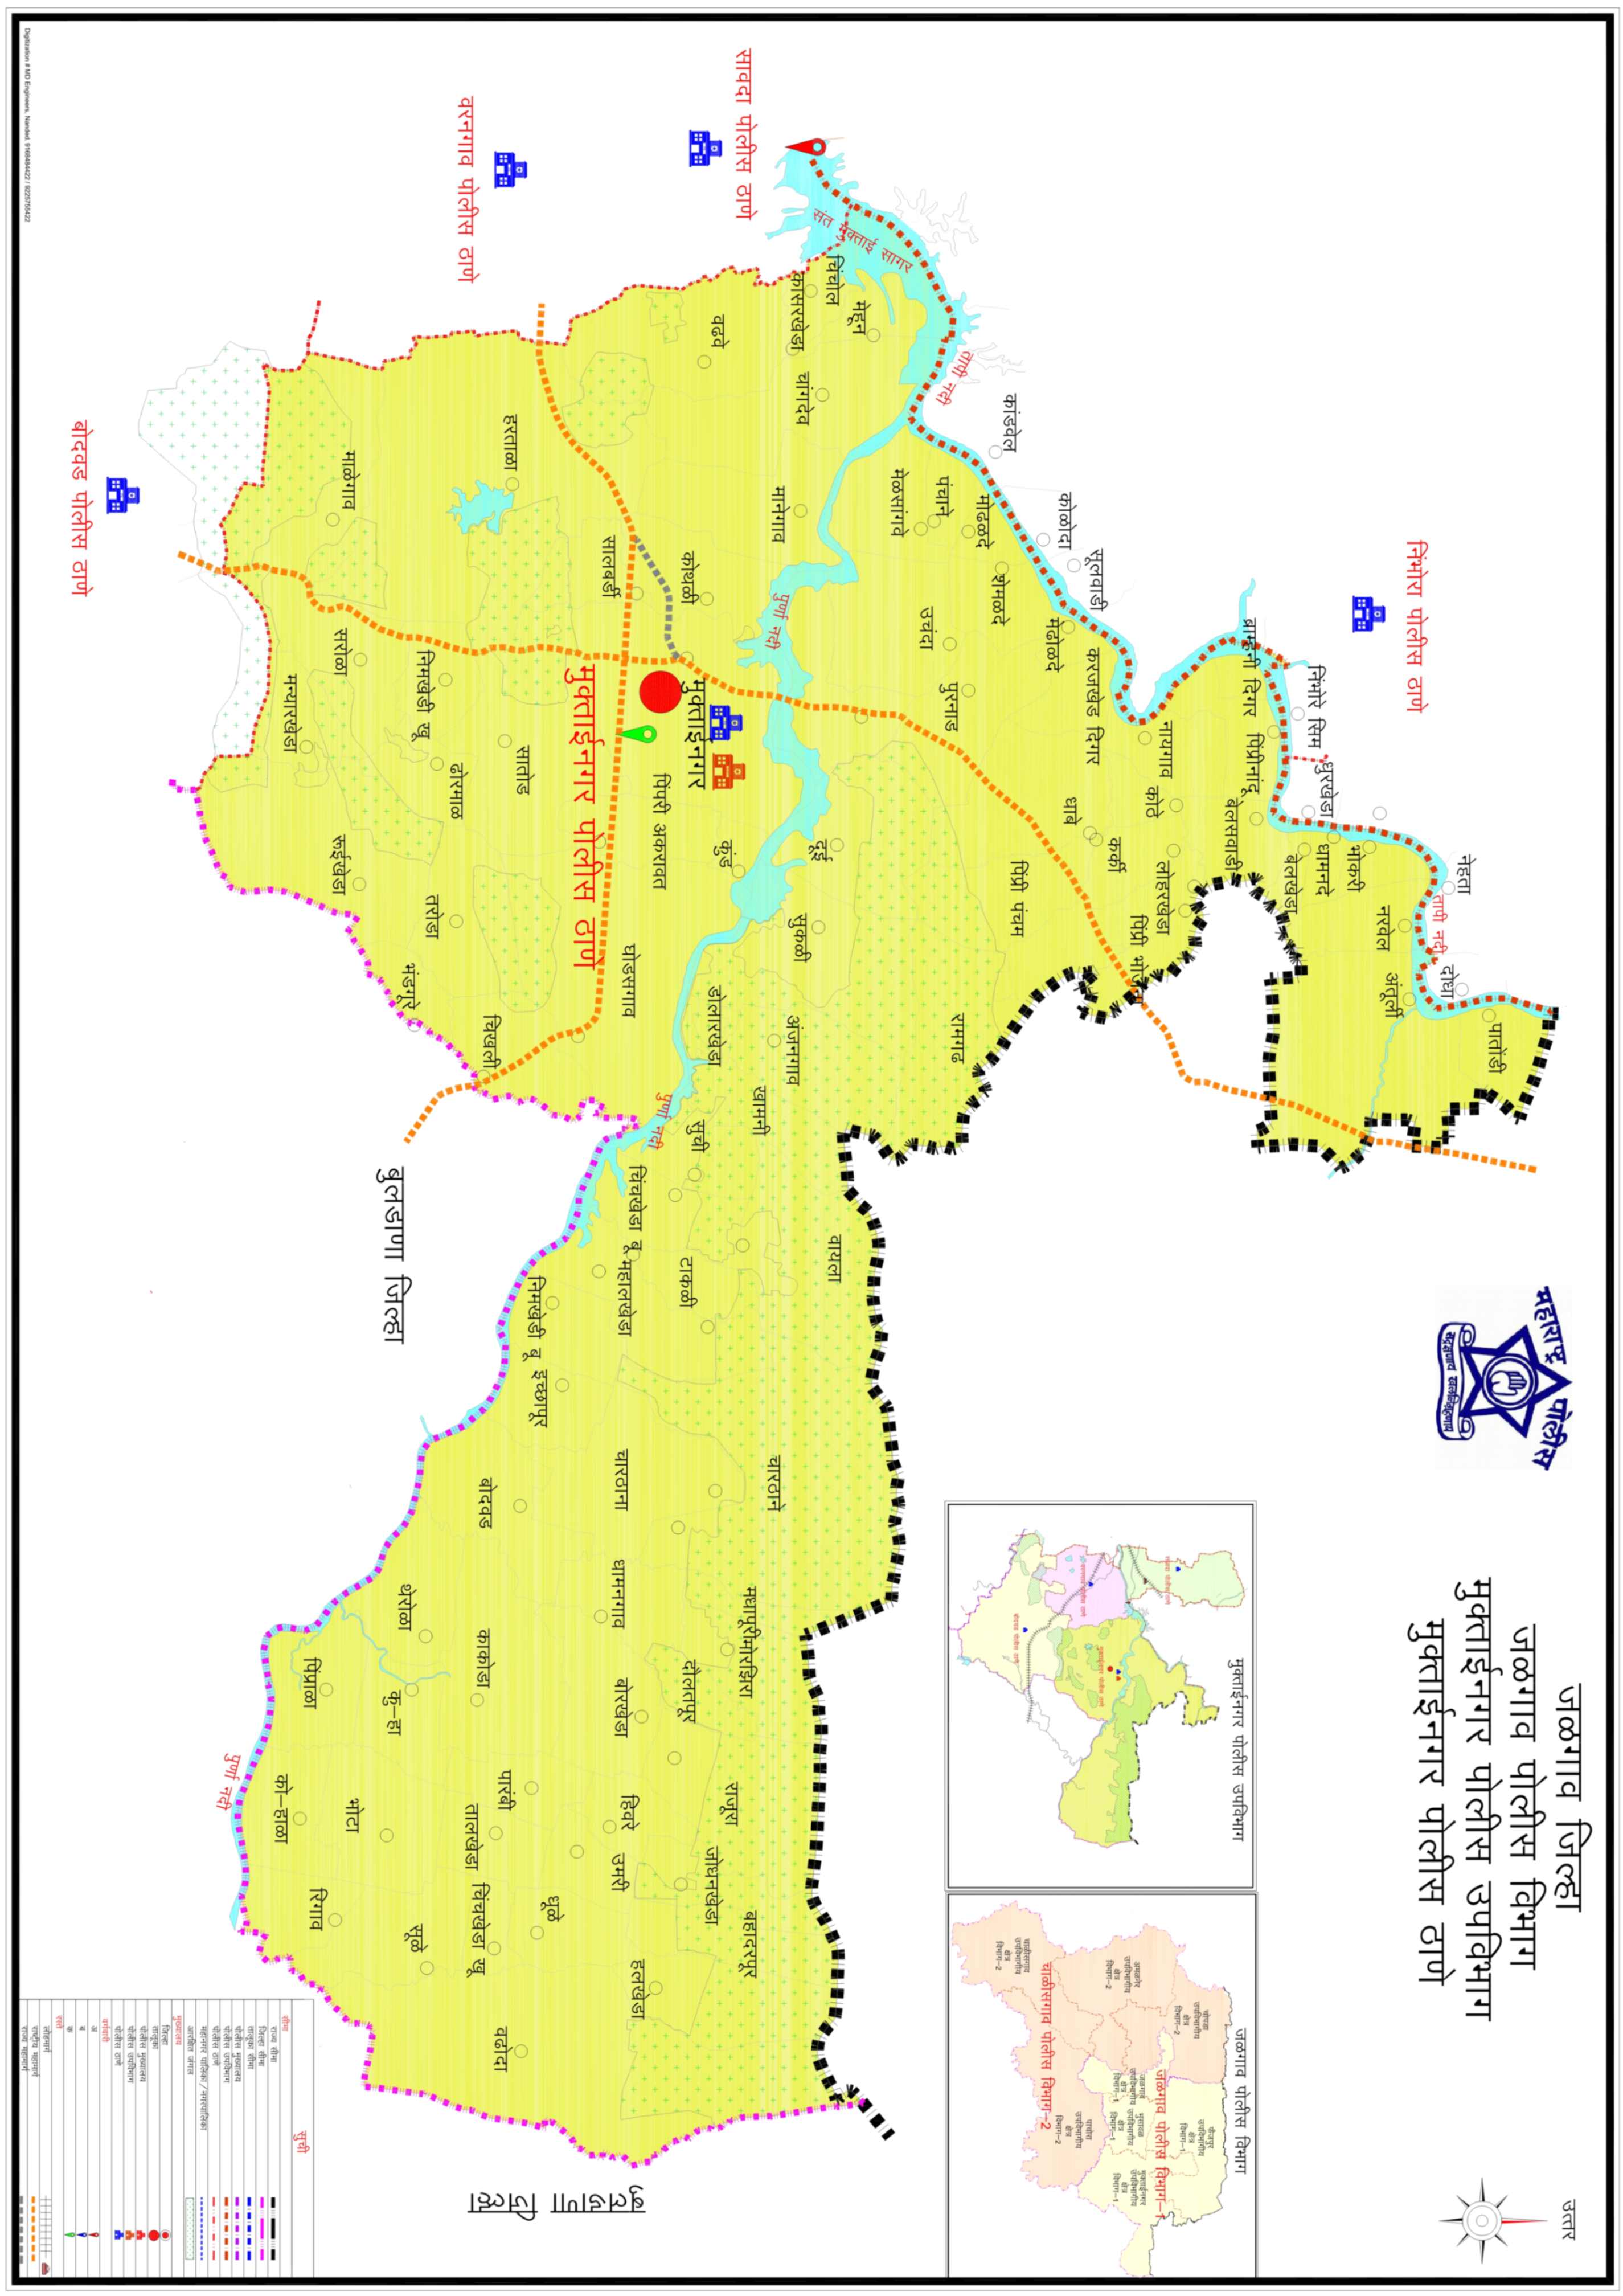 जळगाव जिल्हा
जळगाव पोलीस विभाग
मुक्ताईनगर पोलीस उपविभाग
मुक्ताईनगर पोलीस ठाणे
उत्तर
महाराष्ट्र पोलीस
सद्रक्षणाय खलनिग्रहणाय
पातोंडी
नेहता
दोधा
तापी नदी
निंभोरा पोलीस ठाणे
नरवेल
अंतूर्ली
भोकरी
निंभोरे सिम
धुरखेडा
धामनदे
बेलखेडा
ब्राम्हनी दिगर
पिंप्रीनांदू
बेलसवाडी
नायगाव
कोठे
लोहरखेडा
पिंप्री भोजना
कर्की
सूलवाडी
करजखेड दिगर
धाबे
कोळोदा
मेढोळदे
पिंप्री पंचम
कांडवेल
शेमळदे
मोढळदे
रामगढ
तापी नदी
पंचाने
उचंदा
पुरनाड
मेळसांगवे
संत मुक्ताई सागर
मेहून
चिंचोल
कासरखेडा
चांगदेव
मानेगाव
पुर्णा नदी
दूई
सुकळी
अंजनगाव
खामनी
वायला
चारठाने
मधापूरी
मोरझिरा
राजूरा
बहादरपूर
जोधनखेडा
सावदा पोलीस ठाणे
वढवे
कोथळी
मुक्ताईनगर
कुंड
डोलारखेडा
सुची
टाकळी
दौलतपूर
पिंपरी अकरावत
पुर्णा नदी
घोडसगाव
चिंचखेडा बू
महालखेडा
चारठाना
धामनगाव
बोरखेडा
हिवरे
उमरी
हलखेडा
सालबर्डी
मुक्ताईनगर पोलीस ठाणे
बुलडाणा जिल्हा
वरनगाव पोलीस ठाणे
हरताळा
सातोड
चिखली
निमखेडी बू
इच्छापूर
धूळे
बोदवड
काकोडा
पारंबी
तालखेडा
चिंचखेडा खू
वढोदा
ढोरमाळ
निमखेडी खू
तरोडा
भंडगूरे
बुलडाणा जिल्हा
थेरोळा
कु–हा
सूळे
माळेगाव
सरोळा
रूईखेडा
भोटा
मन्यारखेडा
पिंप्राळा
को–हाळा
रिगाव
पुर्णा नदी
बोदवड पोलीस ठाणे
मुक्ताईनगर पोलीस उपविभाग
सावदा पोलीस ठाणे
मुक्ताईनगर पोलीस ठाणे
वरनगाव पोलीस ठाणे
बोदवड पोलीस ठाणे
जळगाव पोलीस विभाग
चोपडा
उपविभागीय
क्षेत्र
विभाग–2
फैजपुर
उपविभागीय
क्षेत्र
विभाग–1
जळगाव पोलीस विभाग–1
अमळनेर
उपविभागीय
क्षेत्र
विभाग–2
जळगाव
उपविभागीय
क्षेत्र
विभाग–1
भुसावळ
उपविभागीय
क्षेत्र
विभाग–1
मुक्ताईनगर
उपविभागीय
क्षेत्र
विभाग–1
पाचोरा
उपविभागीय
क्षेत्र
विभाग–2
चाळीसगाव पोलीस विभाग–2
चाळीसगाव
उपविभागीय
क्षेत्र
विभाग–2
सुची
सीमा
राज्य सीमा
जिल्हा सीमा
तालूका सीमा
पोलीस मुख्यालय
पोलीस उपविभाग
पोलीस ठाणे
महानगर पालिका/नगरपालिका
आरक्षित जंगल
मुख्यालय
जिल्हा
तालूका
पोलीस मुख्यालय
पोलीस उपविभाग
पोलीस ठाणे
वर्गवारी
अ
ब
क
रस्ते
लोहमार्ग
राष्ट्रीय महामार्ग
राज्य महामार्ग
Digitization # MD Engineers, Nanded, 9168484422 / 9225755422